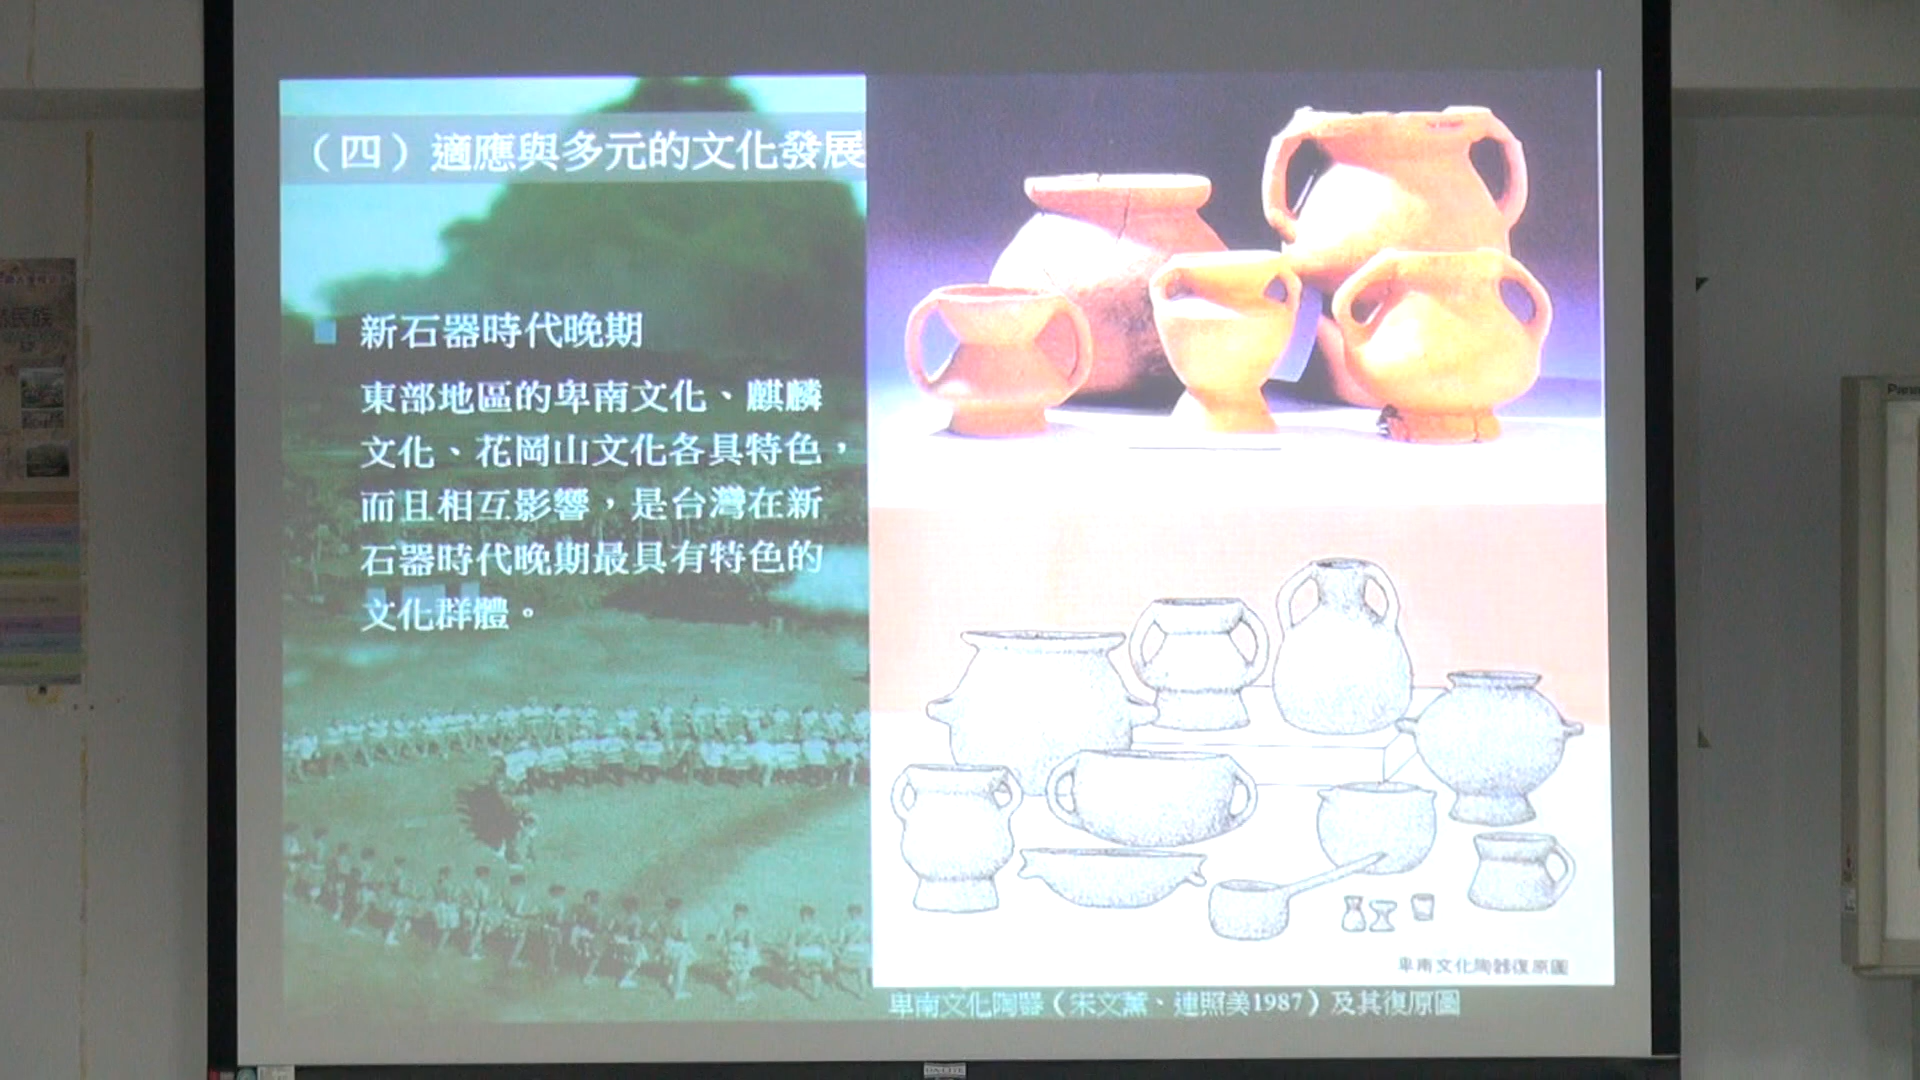 （四）適應與多元的文化發展
新石器時代晚期
東部地區的卑南文化、麒麟
文化、花岡山文化各具特色，
而且相互影響，是台灣在新
石器時代晚期最具有特色的
文化群體。
卑南文化陶器復原圖
卑南文化陶器（宋文薰、連照美1987）及其復原圖